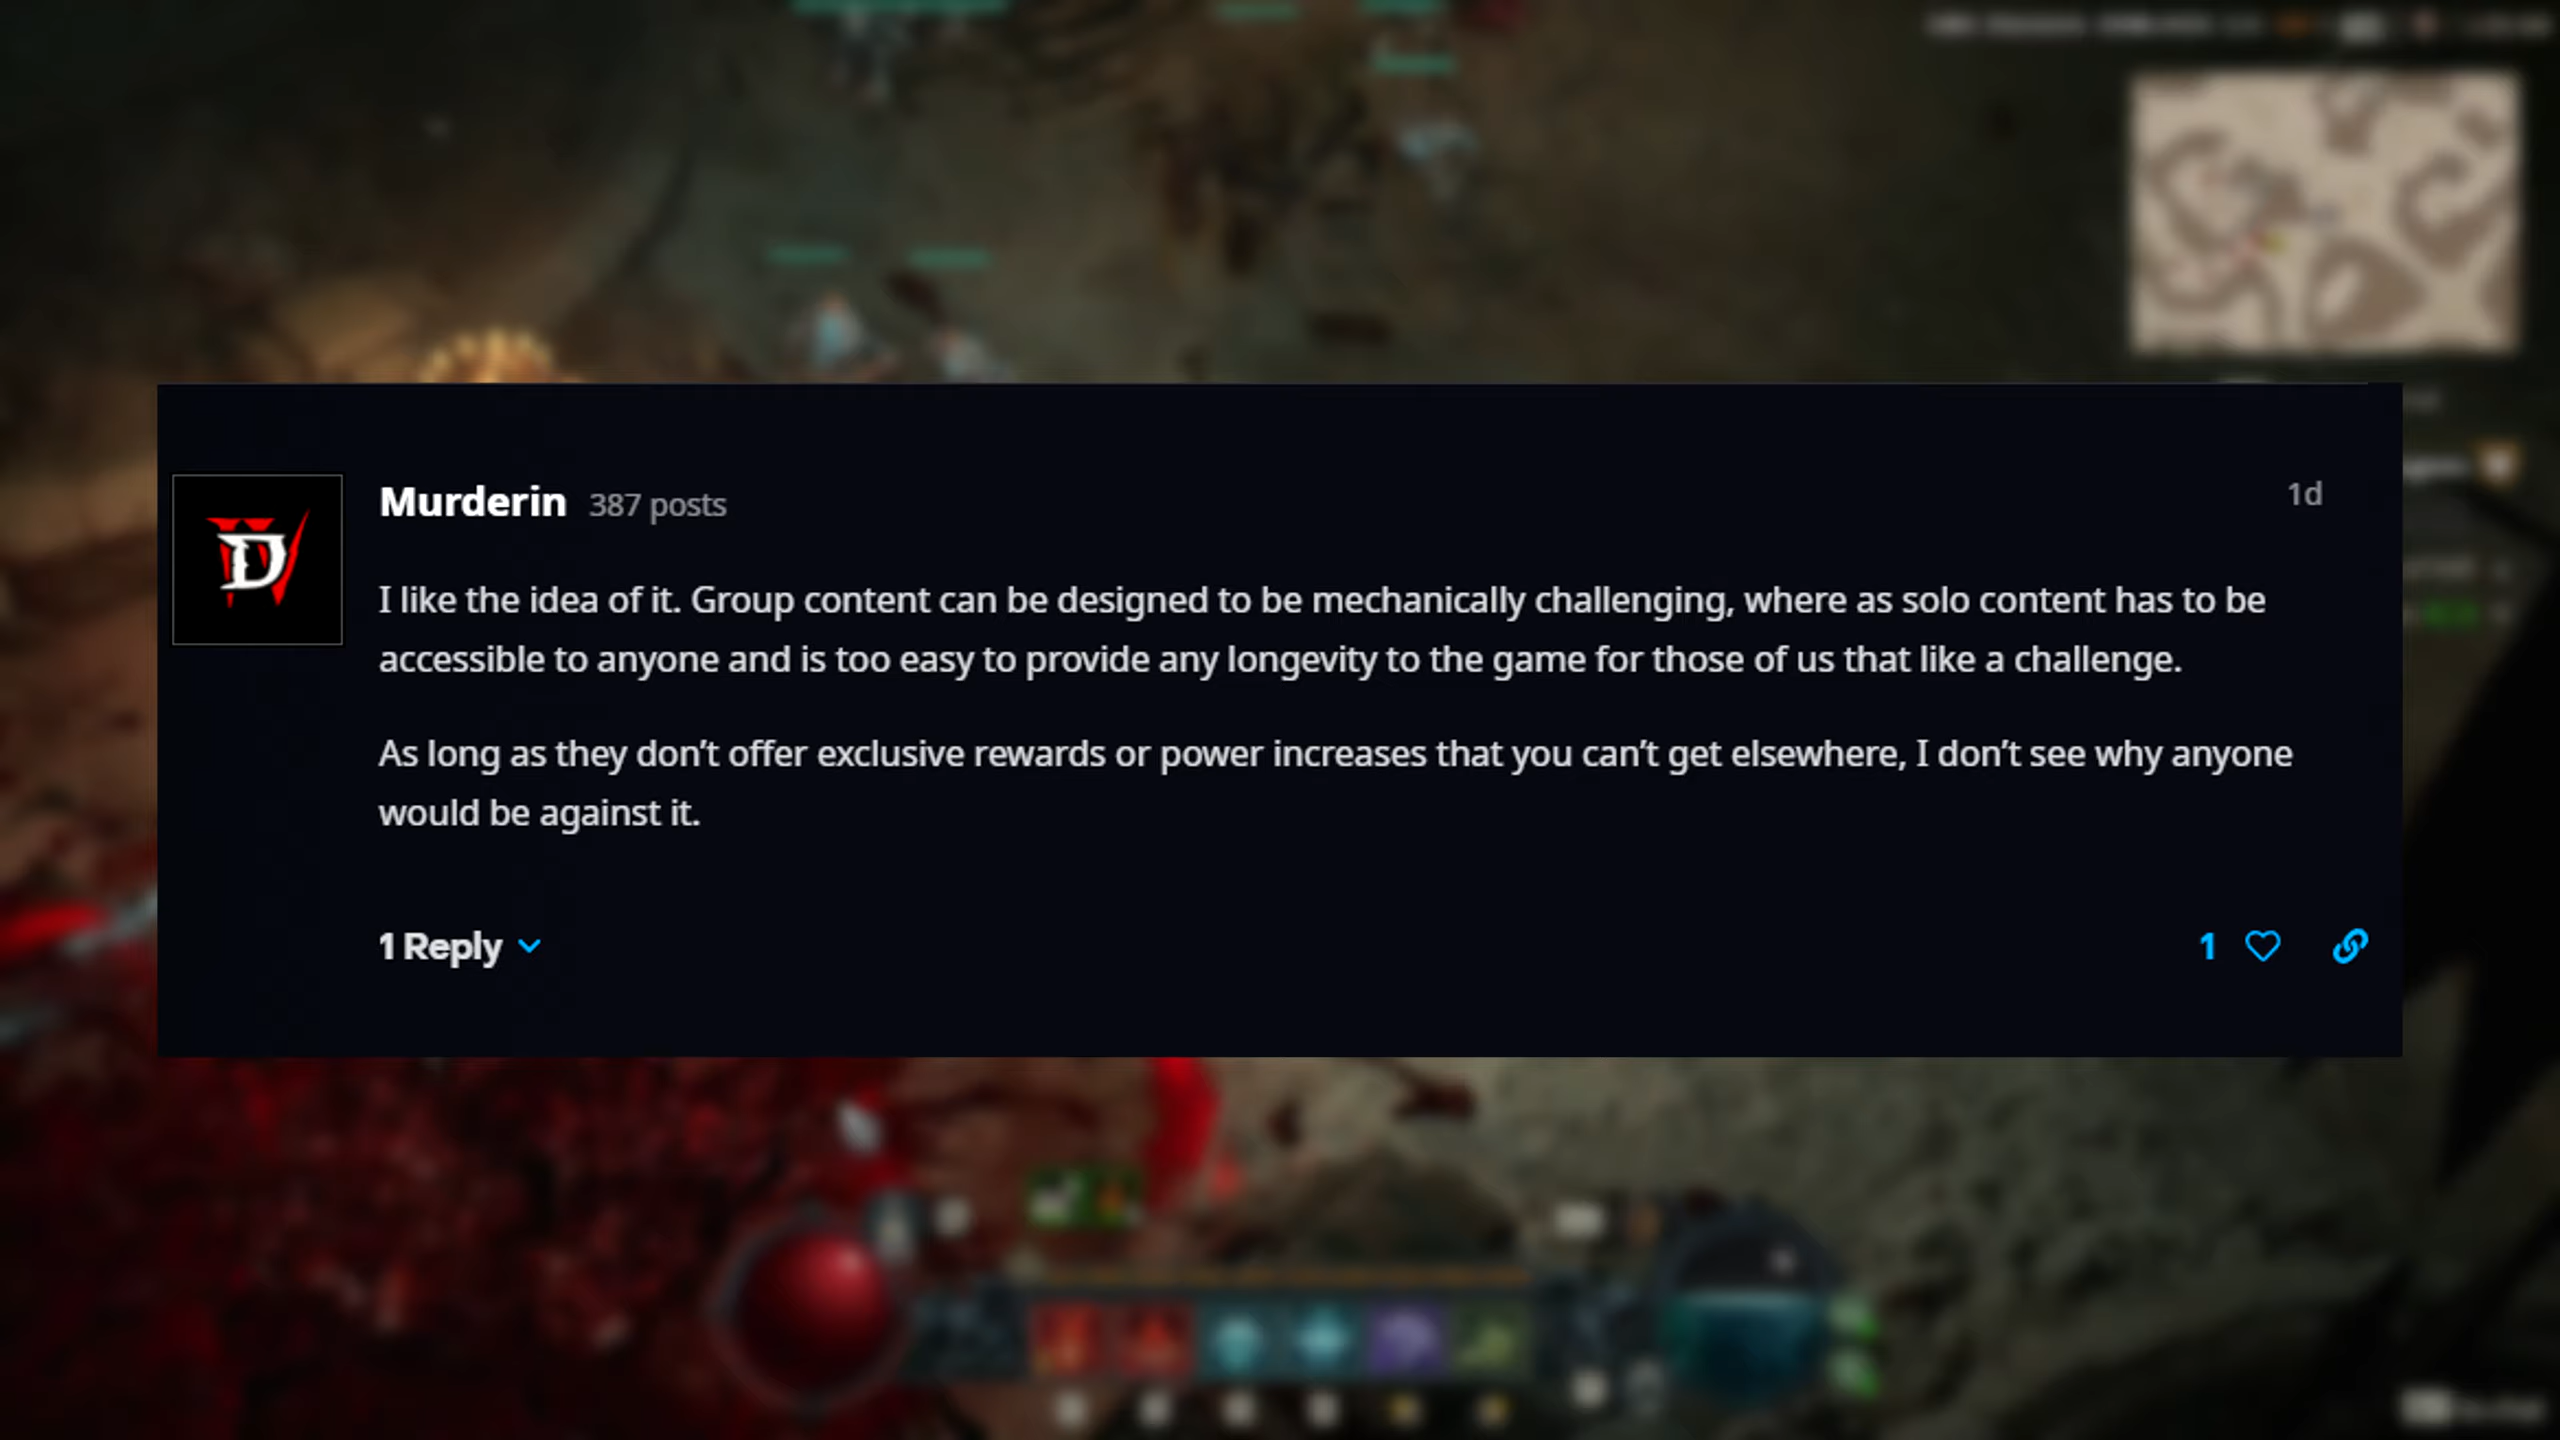 Murderin 387 posts
1d
I like the idea of it. Group content can be designed to be mechanically challenging, where as solo content has to be
accessible to anyone and is too easy to provide any longevity to the game for those of us that like a challenge.
As long as they don't offer exclusive rewards or power increases that you can't get elsewhere, I don't see why anyone
would be against it.
1 Reply
1